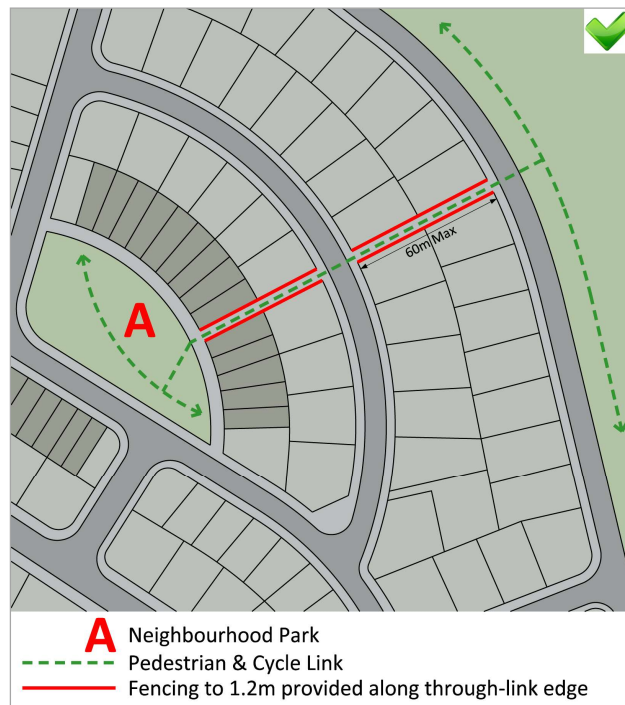 60m Max
A
A Neighbourhood Park
Pedestrian & Cycle Link
Fencing to 1.2m provided along through-link edge